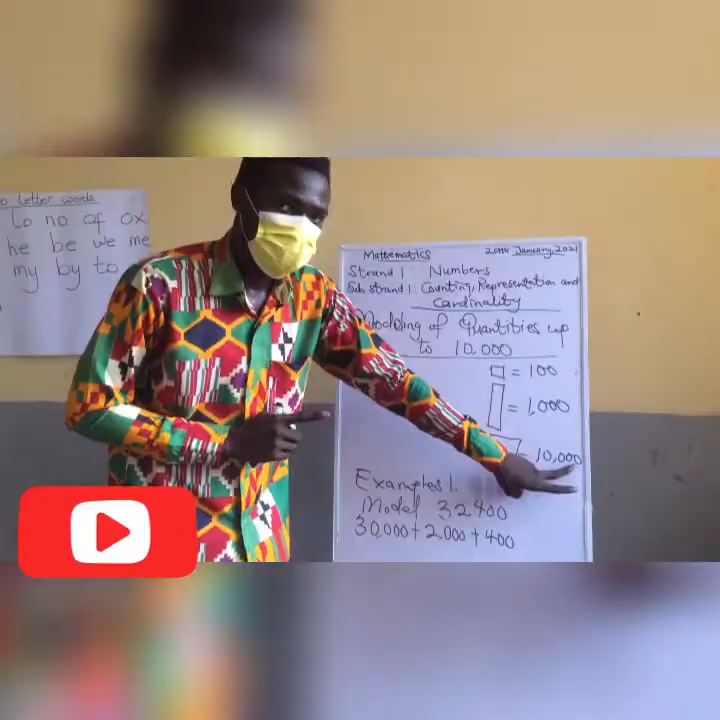 o Letter words
Lo no of ox
he be we me
my by to
Mathematics January, 2021
Strand 1 Numbers
Sub strand 1: Counting, Representation and
Cardinality
Modeling of Quantities up
to 10.000
= 100
= 1,000
= 10,000
Examples 1.
Model 32400
30,000 + 2.000 + 400